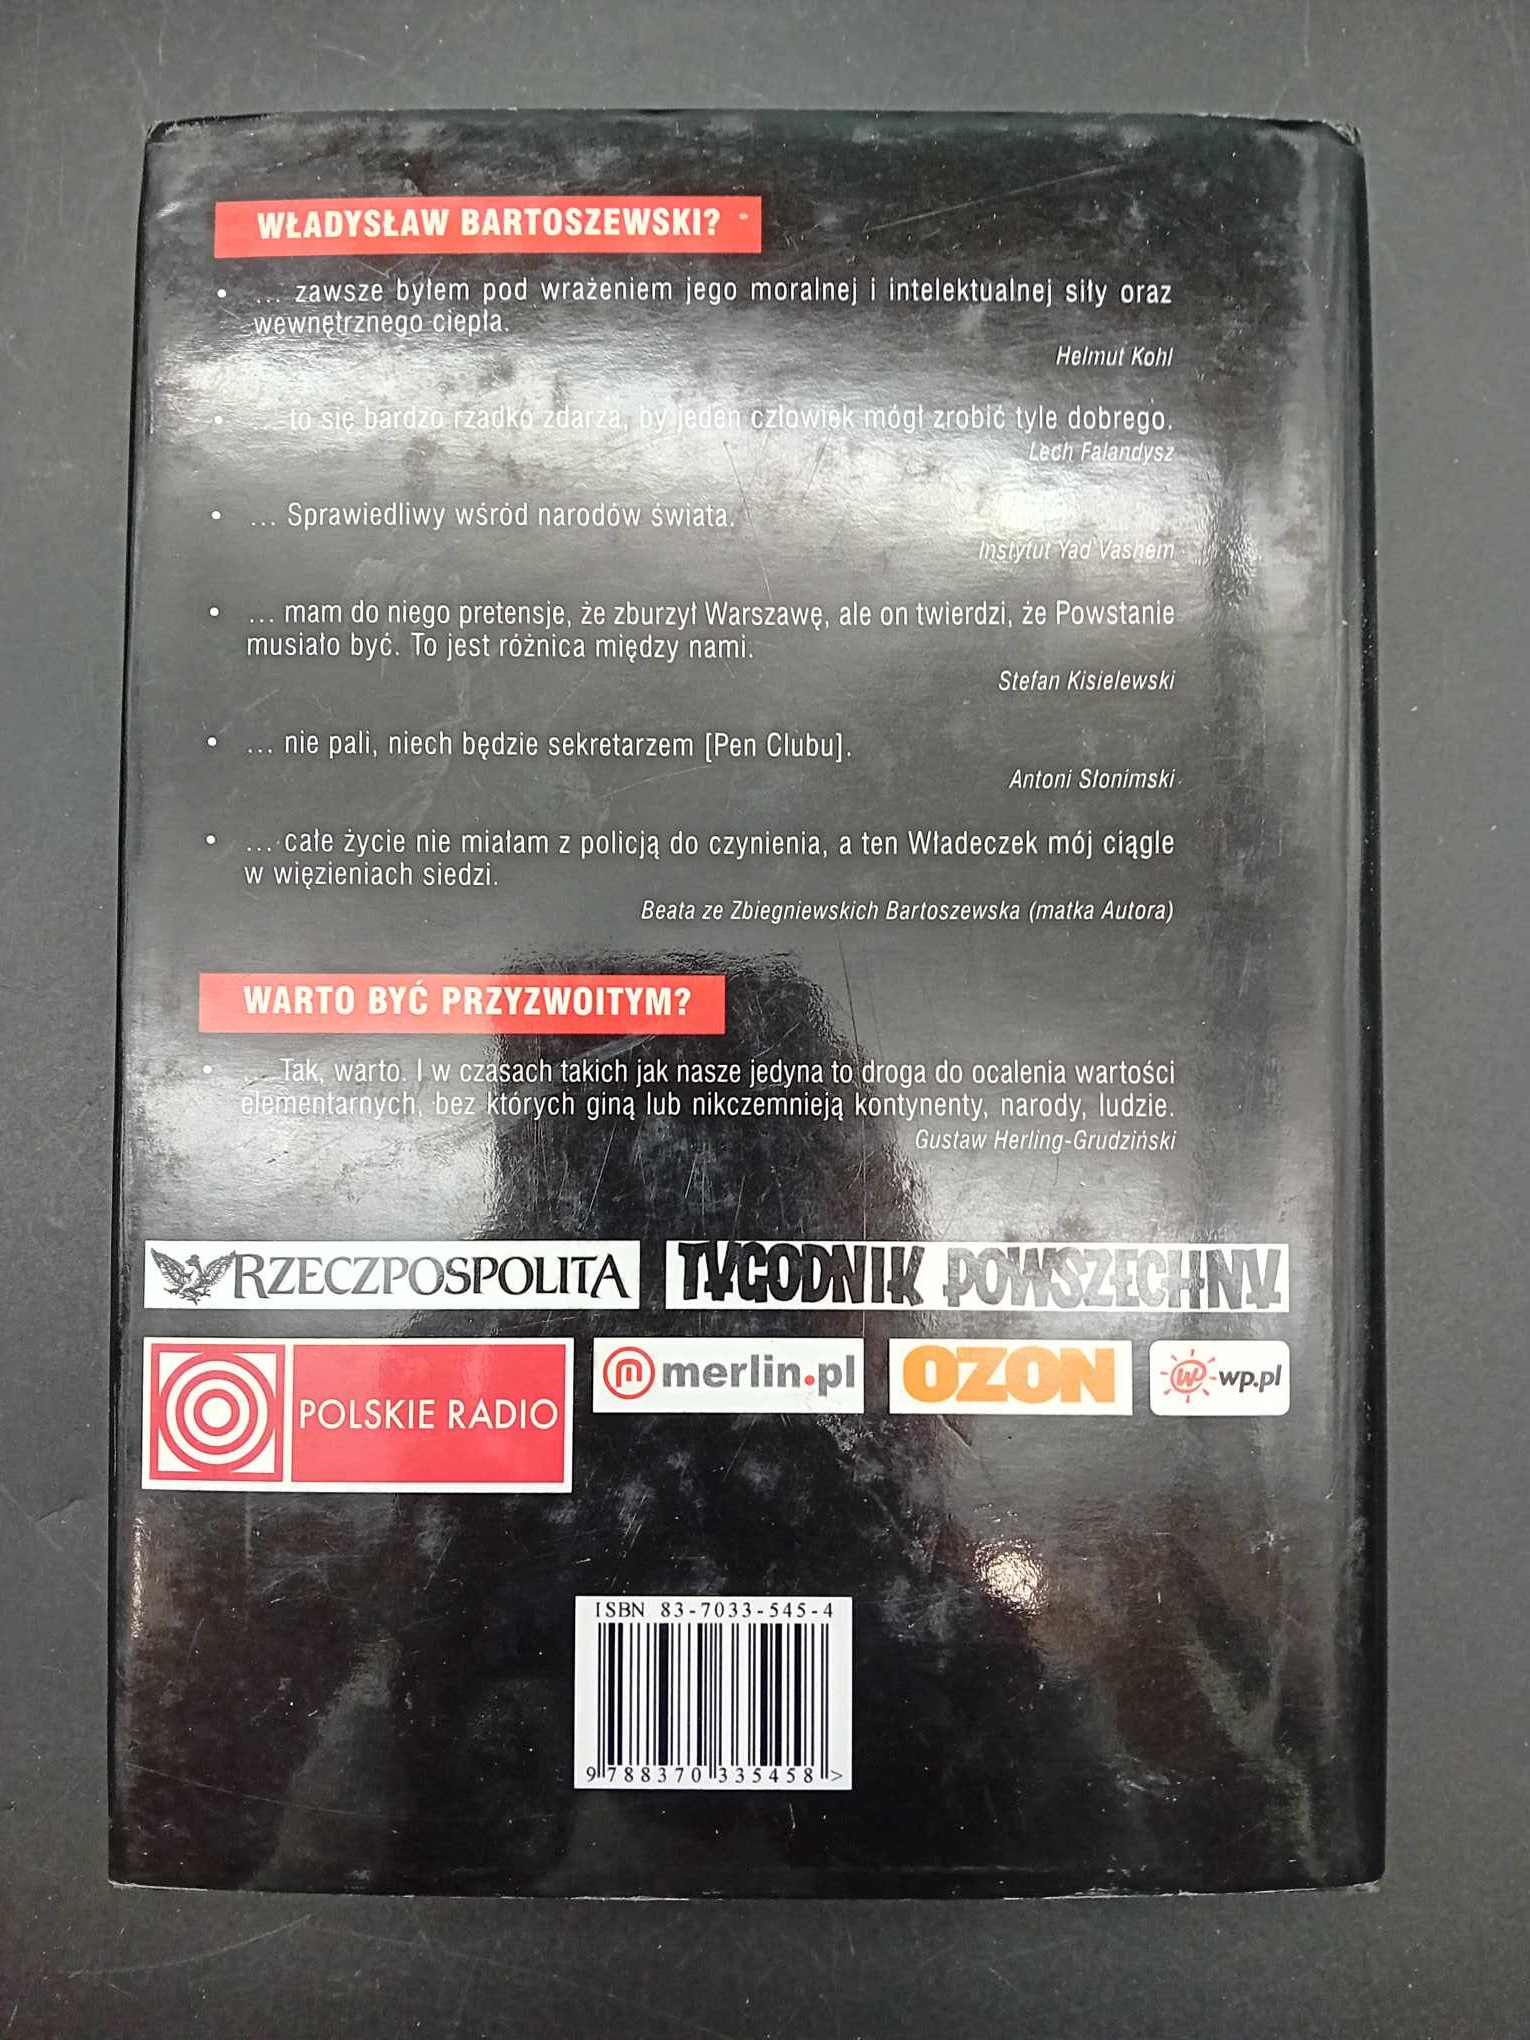 WŁADYSŁAW BARTOSZEWSKI?
• ... zawsze byłem pod wrażeniem jego moralnej i intelektualnej siły oraz
wewnętrznego ciepła.
Helmut Kohl
• ... to się bardzo rzadko zdarza, by jeden człowiek mógł zrobić tyle dobrego.
Lech Falandysz
• ... Sprawiedliwy wśród narodów świata.
Instytut Yad Vashem
• ... mam do niego pretensje, że zburzył Warszawę, ale on twierdzi, że Powstanie
musiało być. To jest różnica między nami.
Stefan Kisielewski
• ... nie pali, niech będzie sekretarzem [Pen Clubu].
Antoni Słonimski
• ... całe życie nie miałam z policją do czynienia, a ten Władeczek mój ciągle
w więzieniach siedzi.
Beata ze Zbiegniewskich Bartoszewska (matka Autora)
WARTO BYĆ PRZYZWOITYM?
• ... Tak, warto. I w czasach takich jak nasze jedyna to droga do ocalenia wartości
elementarnych, bez których giną lub nikczemnieją kontynenty, narody, ludzie.
Gustaw Herling-Grudziński
RZECZPOSPOLITA TYGODNIK POWSZECHNY
POLSKIE RADIO m merlin.pl OZON wp.pl
ISBN 83-7033-545-4
9 788370 335458 >